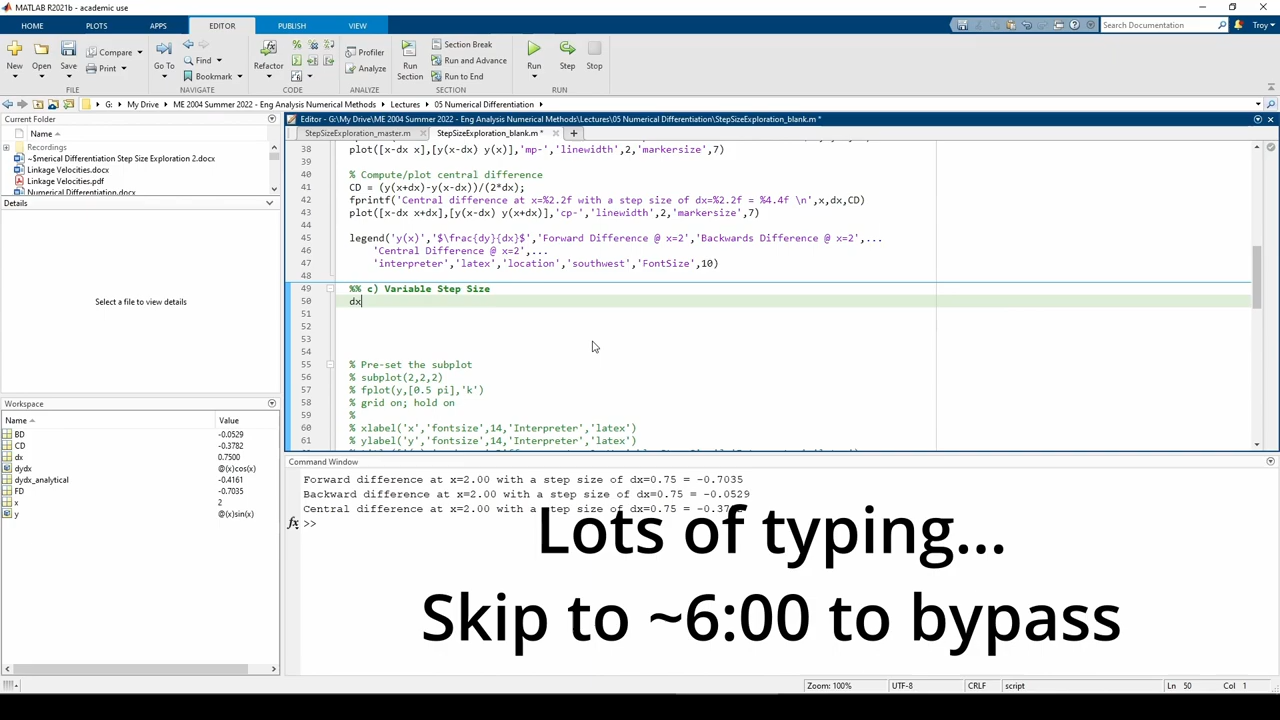 MATLAB R2021b - academic use
HOME PLOTS APPS EDITOR PUBLISH VIEW
Search Documentation Troy
New Open Save Compare Print Go To Find Bookmark Refactor Profiler Analyze Run Section Section Break Run and Advance Run to End Run Step Stop
FILE NAVIGATE CODE ANALYZE SECTION RUN
G: My Drive ME 2004 Summer 2022 - Eng Analysis Numerical Methods Lectures 05 Numerical Differentiation
Current Folder
Name
Recordings
~$merical Differentiation Step Size Exploration 2.docx
Linkage Velocities.docx
Linkage Velocities.pdf
Numerical Differentiation.docx
Details
Select a file to view details
Workspace
Name Value
BD -0.0529
CD -0.3782
dx 0.7500
dydx @(x)cos(x)
dydx_analytical -0.4161
FD -0.7035
x 2
y @(x)sin(x)
Editor - G:\My Drive\ME 2004 Summer 2022 - Eng Analysis Numerical Methods\Lectures\05 Numerical Differentiation\StepSizeExploration_blank.m *
StepSizeExploration_master.m StepSizeExploration_blank.m *
38 plot([x-dx x],[y(x-dx) y(x)],'mp-','linewidth',2,'markersize',7)
39
40 % Compute/plot central difference
41 CD = (y(x+dx)-y(x-dx))/(2*dx);
42 fprintf('Central difference at x=%2.2f with a step size of dx=%2.2f = %4.4f \n',x,dx,CD)
43 plot([x-dx x+dx],[y(x-dx) y(x+dx)],'cp-','linewidth',2,'markersize',7)
44
45 legend('y(x)','$\frac{dy}{dx}$','Forward Difference @ x=2','Backwards Difference @ x=2',...
46 'Central Difference @ x=2',...
47 'interpreter','latex','location','southwest','FontSize',10)
48
49 %% c) Variable Step Size
50 dx
51
52
53
54
55 % Pre-set the subplot
56 % subplot(2,2,2)
57 % fplot(y,[0.5 pi],'k')
58 % grid on; hold on
59 %
60 % xlabel('x','fontsize',14,'Interpreter','latex')
61 % ylabel('y','fontsize',14,'Interpreter','latex')
Command Window
Forward difference at x=2.00 with a step size of dx=0.75 = -0.7035
Backward difference at x=2.00 with a step size of dx=0.75 = -0.0529
Central difference at x=2.00 with a step size of dx=0.75 =
fx >>
Lots of typing...
Skip to ~6:00 to bypass
Zoom: 100% UTF-8 CRLF script Ln 50 Col 1